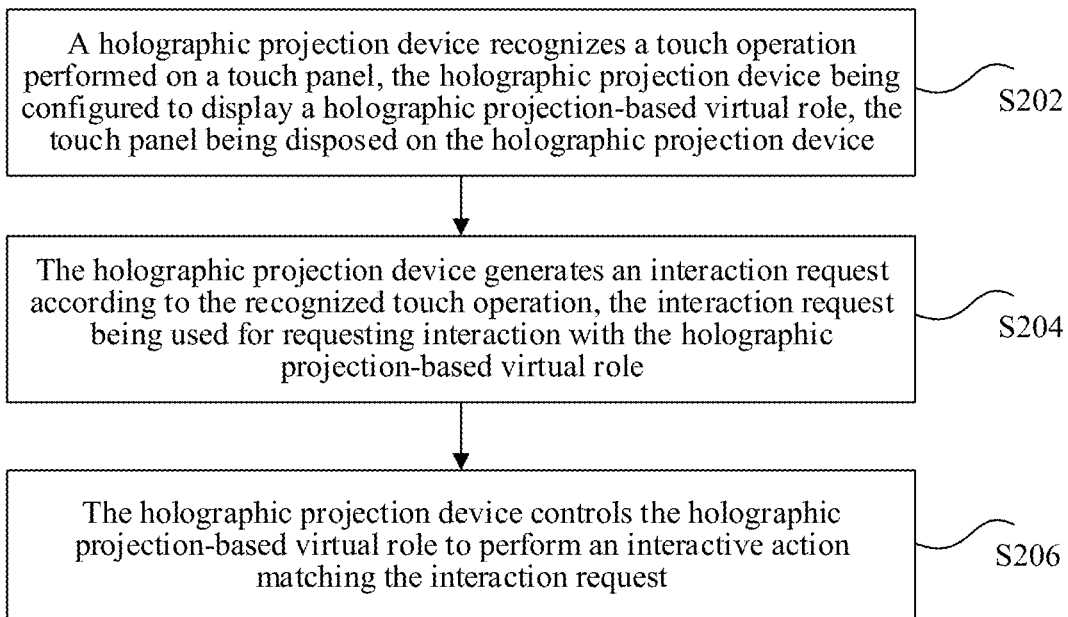 A holographic projection device recognizes a touch operation
performed on a touch panel, the holographic projection device being
configured to display a holographic projection-based virtual role, the
touch panel being disposed on the holographic projection device
S202
The holographic projection device generates an interaction request
according to the recognized touch operation, the interaction request
being used for requesting interaction with the holographic
projection-based virtual role
S204
The holographic projection device controls the holographic
projection-based virtual role to perform an interactive action
matching the interaction request
S206